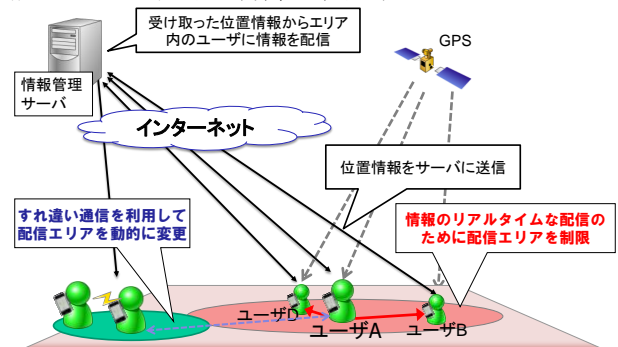 受け取った位置情報からエリア
内のユーザに情報を配信
GPS
情報管理
サーバ
インターネット
位置情報をサーバに送信
すれ違い通信を利用して
配信エリアを動的に変更
情報のリアルタイムな配信の
ために配信エリアを制限
ユーザD
ユーザA
ユーザB